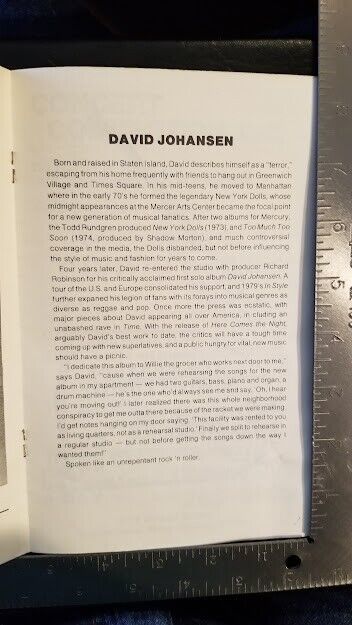 DAVID JOHANSEN
Born and raised in Staten Island, David describes himself as a "terror,"
escaping from his home frequently with friends to hang out in Greenwich
Village and Times Square. In his mid-teens, he moved to Manhattan
where in the early 70's he formed the legendary New York Dolls, whose
midnight appearances at the Mercer Arts Center became the focal point
for a new generation of musical fanatics. After two albums for Mercury,
the Todd Rundgren produced New York Dolls (1973), and Too Much Too
Soon (1974, produced by Shadow Morton), and much controversial
coverage in the media, the Dolls disbanded, but not before influencing
the style of music and fashion for years to come.
Four years later, David re-entered the studio with producer Richard
Robinson for his critically acclaimed first solo album David Johansen. A
tour of the U.S. and Europe consolidated his support, and 1979's In Style
further expanded his legion of fans with its forays into musical genres as
diverse as reggae and pop. Once more the press was ecstatic, with
major pieces about David appearing all over America, in cluding an
unabashed rave in Time. With the release of Here Comes the Night,
arguably David's best work to date, the critics will have a tough time
coming up with new superlatives, and a public hungry for vital, new music
should have a picnic.
"I dedicate this album to Willie the grocer who works next door to me,"
says David, "cause when we were rehearsing the songs for the new
album in my apartment — we had two guitars, bass, piano and organ, a
drum machine — he's the one who'd always see me and say, 'Oh, I hear
you're moving out!' I later realized there was this whole neighborhood
conspiracy to get me outta there because of the racket we were making.
I'd get notes hanging on my door saying, 'This facility was rented to you
as living quarters, not as a rehearsal studio.' Finally we split to rehearse in
a regular studio — but not before getting the songs down the way I
wanted them!"
Spoken like an unrepentant rock 'n roller.